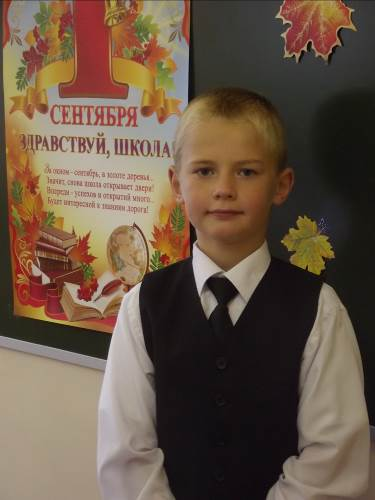 1
СЕНТЯБРЯ
ЗДРАВСТВУЙ, ШКОЛА
За окном - сентябрь, в золоте деревья...
Значит, снова школа открывает двери!
Впереди - успехов и открытий много...
Будет интересной к знаниям дорога!